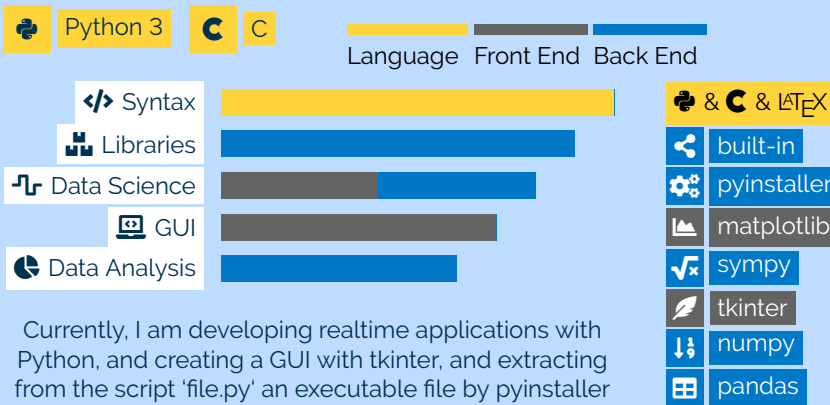 Python 3 C
Language Front End Back End
Syntax
Libraries
Data Science
GUI
Data Analysis
Currently, I am developing realtime applications with
Python, and creating a GUI with tkinter, and extracting
from the script ‘file.py‘ an executable file by pyinstaller
& C & LATEX
built-in
pyinstaller
matplotlib
sympy
tkinter
numpy
pandas